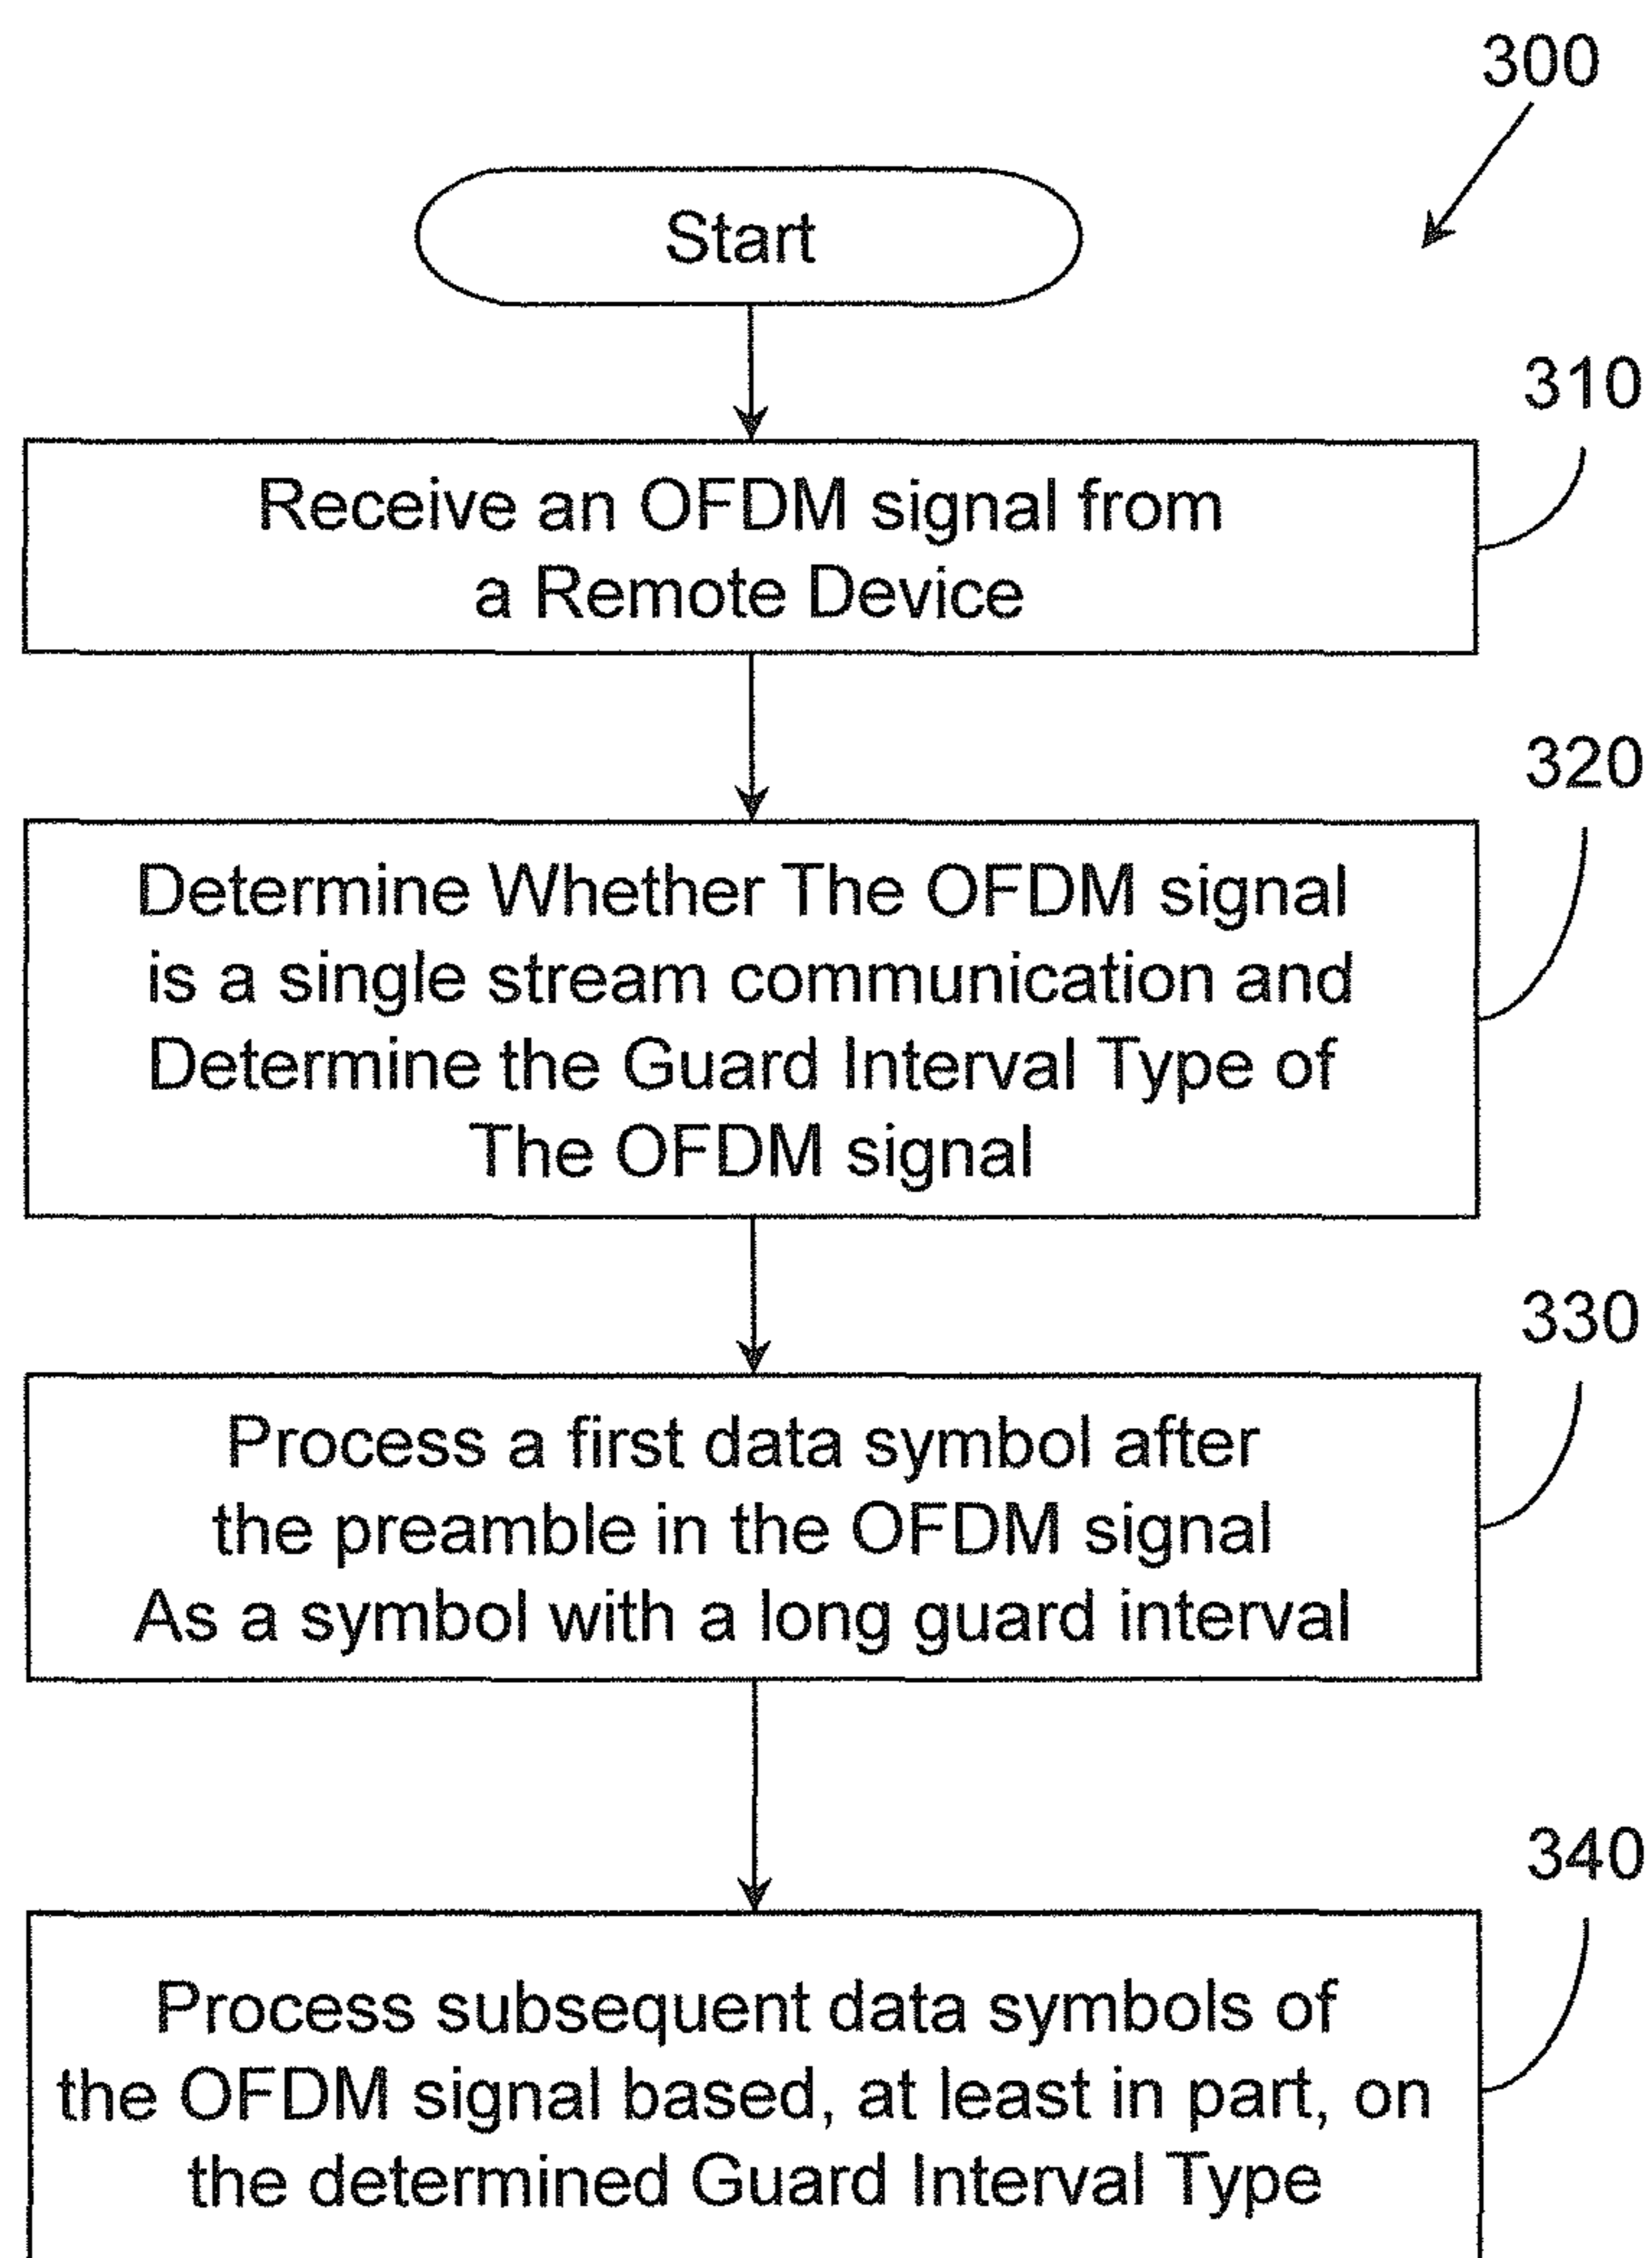 300
Start
310
Receive an OFDM signal from
a Remote Device
320
Determine Whether The OFDM signal
is a single stream communication and
Determine the Guard Interval Type of
The OFDM signal
330
Process a first data symbol after
the preamble in the OFDM signal
As a symbol with a long guard interval
340
Process subsequent data symbols of
the OFDM signal based, at least in part, on
the determined Guard Interval Type